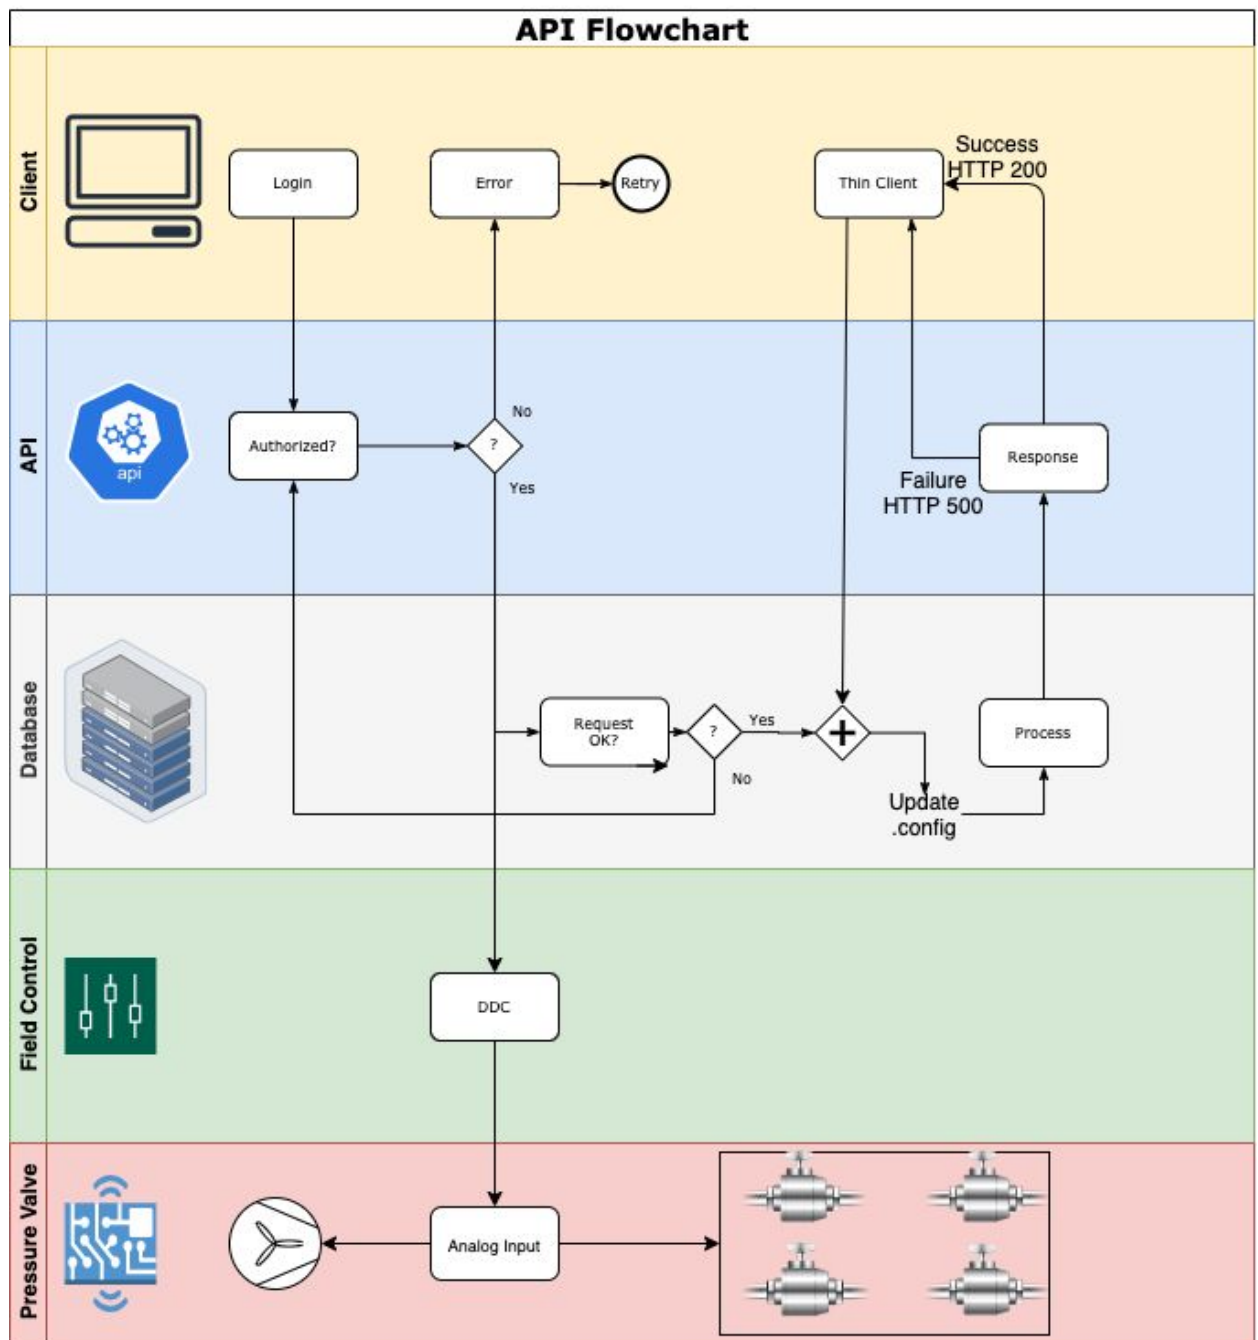 API Flowchart
Client
Login
Error
Retry
Thin Client
Success
HTTP 200
API
api
Authorized?
?
No
Yes
Failure
HTTP 500
Response
Database
Request
OK?
?
Yes
No
Update
.config
Process
Field Control
DDC
Pressure Valve
Analog Input